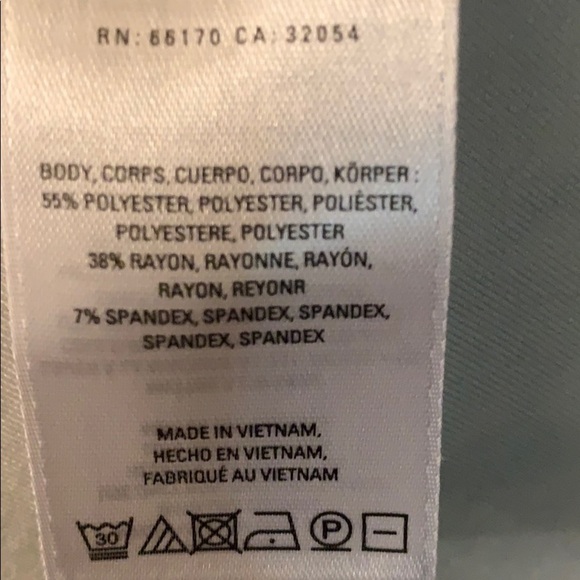 RN: 66170 CA: 32054
BODY, CORPS, CUERPO, CORPO, KÖRPER :
55% POLYESTER, POLYESTER, POLIÉSTER,
POLYESTERE, POLYESTER
38% RAYON, RAYONNE, RAYÓN,
RAYON, REYONR
7% SPANDEX, SPANDEX, SPANDEX,
SPANDEX, SPANDEX
MADE IN VIETNAM,
HECHO EN VIETNAM,
FABRIQUÉ AU VIETNAM
30 P